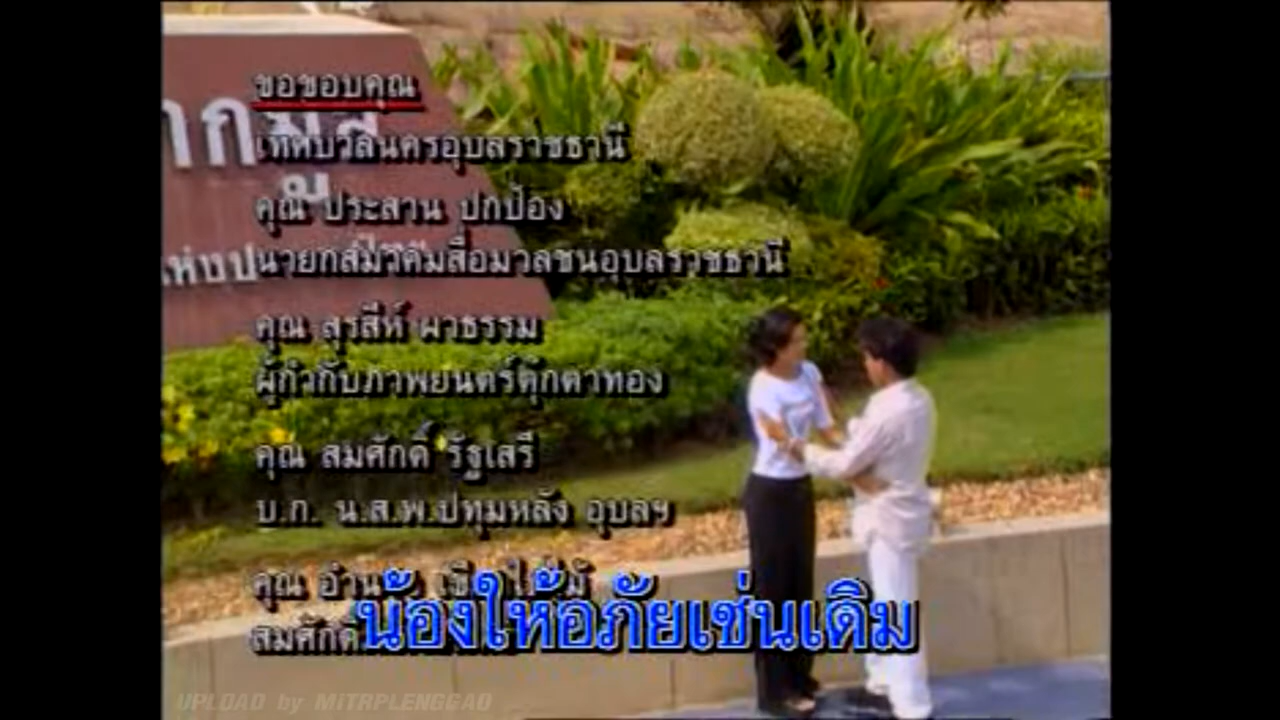 ขอขอบคุณ
เทศบาลนครอุบลราชธานี
คุณ ประสาน ปกป้อง
นายกส์มาคมสื่อมวลชนอุบลราชธานี
คุณ สุรสีห์ ผาธรรม
ผู้กำกับภาพยนตร์ตุ๊กตาทอง
คุณ สมศักดิ์ รัฐเสรี
บ.ก. น.ส.พ.ปทุมหลัง อุบลฯ
คุณ
สมศักดิ์
น้องให้อภัยเช่นเดิม
UPLOAD by MITRPLENGGAO